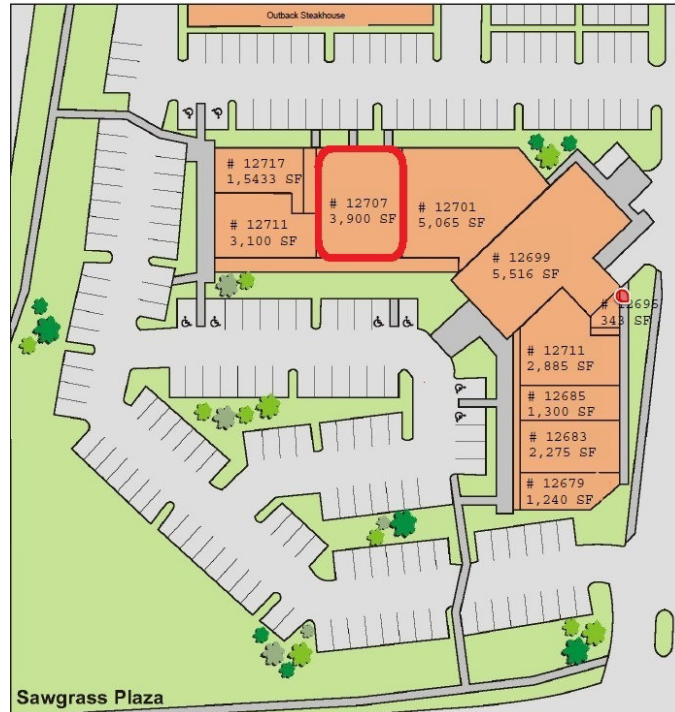 Outback Steakhouse
# 12717
1,5433 SF
# 12707
3,900 SF
# 12701
5,065 SF
# 12711
3,100 SF
# 12699
5,516 SF
# 12695
343 SF
# 12711
2,885 SF
# 12685
1,300 SF
# 12683
2,275 SF
# 12679
1,240 SF
Sawgrass Plaza